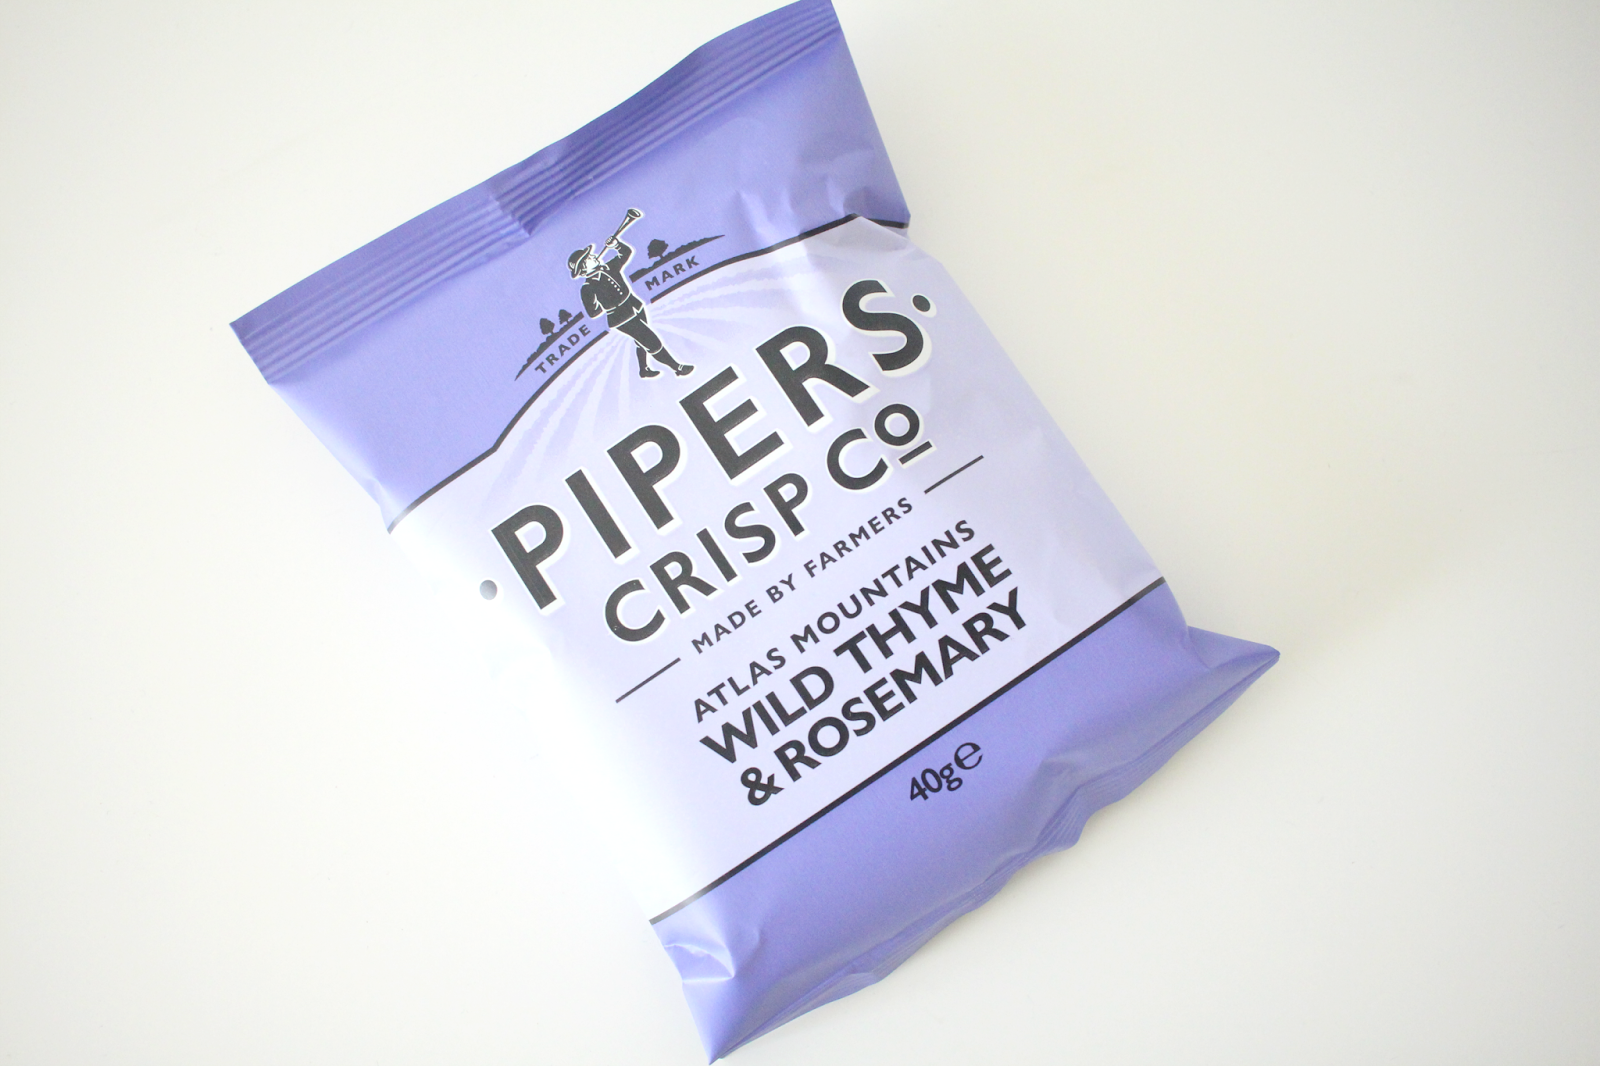 TRADE MARK
·PIPERS·
CRISP Co
MADE BY FARMERS
ATLAS MOUNTAINS
WILD THYME
& ROSEMARY
40g℮